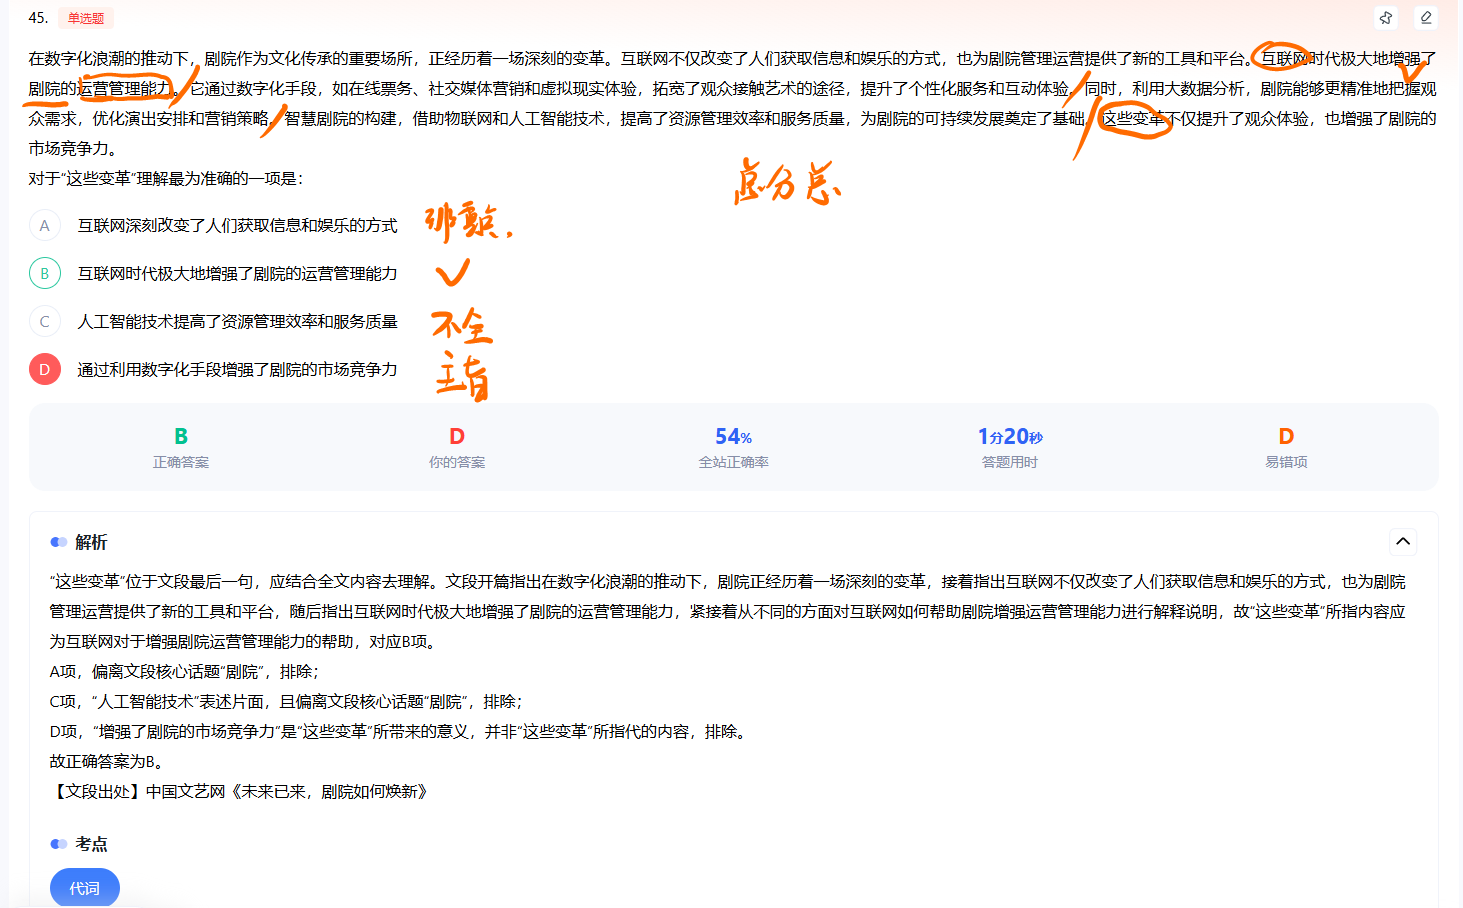 45. 单选题
在数字化浪潮的推动下，剧院作为文化传承的重要场所，正经历着一场深刻的变革。互联网不仅改变了人们获取信息和娱乐的方式，也为剧院管理运营提供了新的工具和平台。互联网时代极大地增强了
剧院的运营管理能力。它通过数字化手段，如在线票务、社交媒体营销和虚拟现实体验，拓宽了观众接触艺术的途径，提升了个性化服务和互动体验。同时，利用大数据分析，剧院能够更精准地把握观
众需求，优化演出安排和营销策略。智慧剧院的构建，借助物联网和人工智能技术，提高了资源管理效率和服务质量，为剧院的可持续发展奠定了基础。这些变革不仅提升了观众体验，也增强了剧院的
市场竞争力。
对于“这些变革”理解最为准确的一项是：
总分总
A 互联网深刻改变了人们获取信息和娱乐的方式 非重点.
B 互联网时代极大地增强了剧院的运营管理能力
C 人工智能技术提高了资源管理效率和服务质量 不全
D 通过利用数字化手段增强了剧院的市场竞争力
B D 54% 1分20秒 D
正确答案 你的答案 全站正确率 答题用时 易错项
解析
“这些变革”位于文段最后一句，应结合全文内容去理解。文段开篇指出在数字化浪潮的推动下，剧院正经历着一场深刻的变革，接着指出互联网不仅改变了人们获取信息和娱乐的方式，也为剧院
管理运营提供了新的工具和平台，随后指出互联网时代极大地增强了剧院的运营管理能力，紧接着从不同的方面对互联网如何帮助剧院增强运营管理能力进行解释说明，故“这些变革”所指内容应
为互联网对于增强剧院运营管理能力的帮助，对应B项。
A项，偏离文段核心话题“剧院”，排除；
C项，“人工智能技术”表述片面，且偏离文段核心话题“剧院”，排除；
D项，“增强了剧院的市场竞争力”是“这些变革”所带来的意义，并非“这些变革”所指代的内容，排除。
故正确答案为B。
【文段出处】中国文艺网《未来已来，剧院如何焕新》
考点
代词